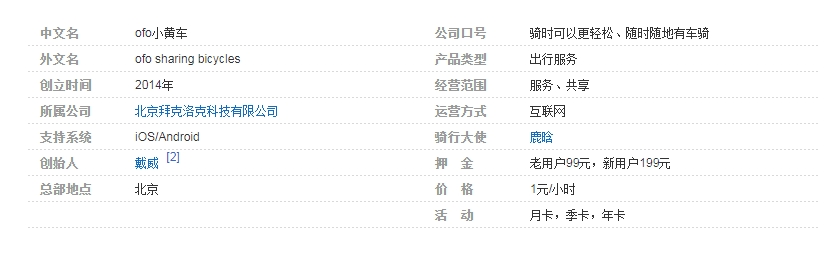 中文名 ofo小黄车 公司口号 骑时可以更轻松、随时随地有车骑
外文名 ofo sharing bicycles 产品类型 出行服务
创立时间 2014年 经营范围 服务、共享
所属公司 北京拜克洛克科技有限公司 运营方式 互联网
支持系统 iOS/Android 骑行大使 鹿晗
创始人 戴威 [2] 押 金 老用户99元，新用户199元
总部地点 北京 价 格 1元/小时
活 动 月卡，季卡，年卡